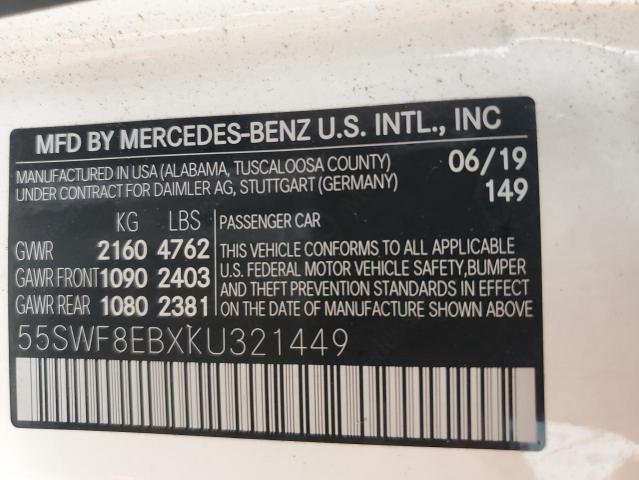 MFD BY MERCEDES-BENZ U.S. INTL., INC
MANUFACTURED IN USA (ALABAMA, TUSCALOOSA COUNTY) 06/19
UNDER CONTRACT FOR DAIMLER AG, STUTTGART (GERMANY) 149
KG LBS PASSENGER CAR
GVWR 2160 4762
GAWR FRONT 1090 2403
GAWR REAR 1080 2381
THIS VEHICLE CONFORMS TO ALL APPLICABLE
U.S. FEDERAL MOTOR VEHICLE SAFETY,BUMPER
AND THEFT PREVENTION STANDARDS IN EFFECT
ON THE DATE OF MANUFACTURE SHOWN ABOVE.
55SWF8EBXKU321449